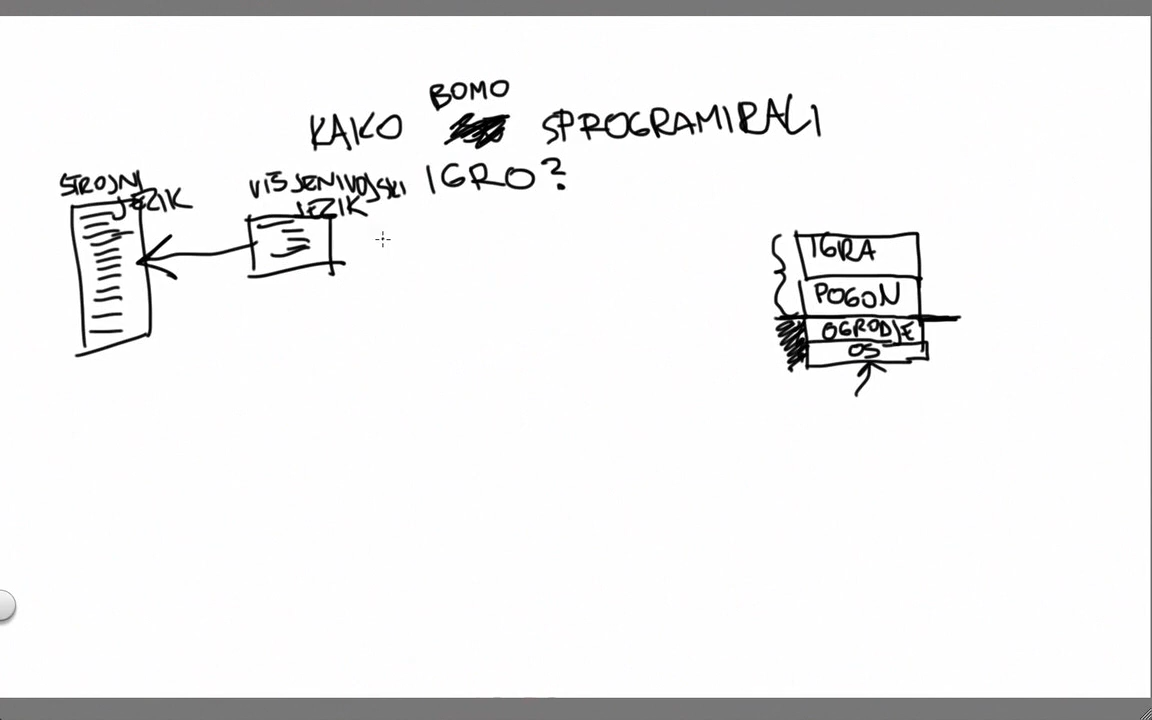 KAKO BOMO SPROGRAMIRALI
IGRO?
STROJNI
JEZIK
VIŠJENIVOJSKI
JEZIK
IGRA
POGON
OGRODJE
OS